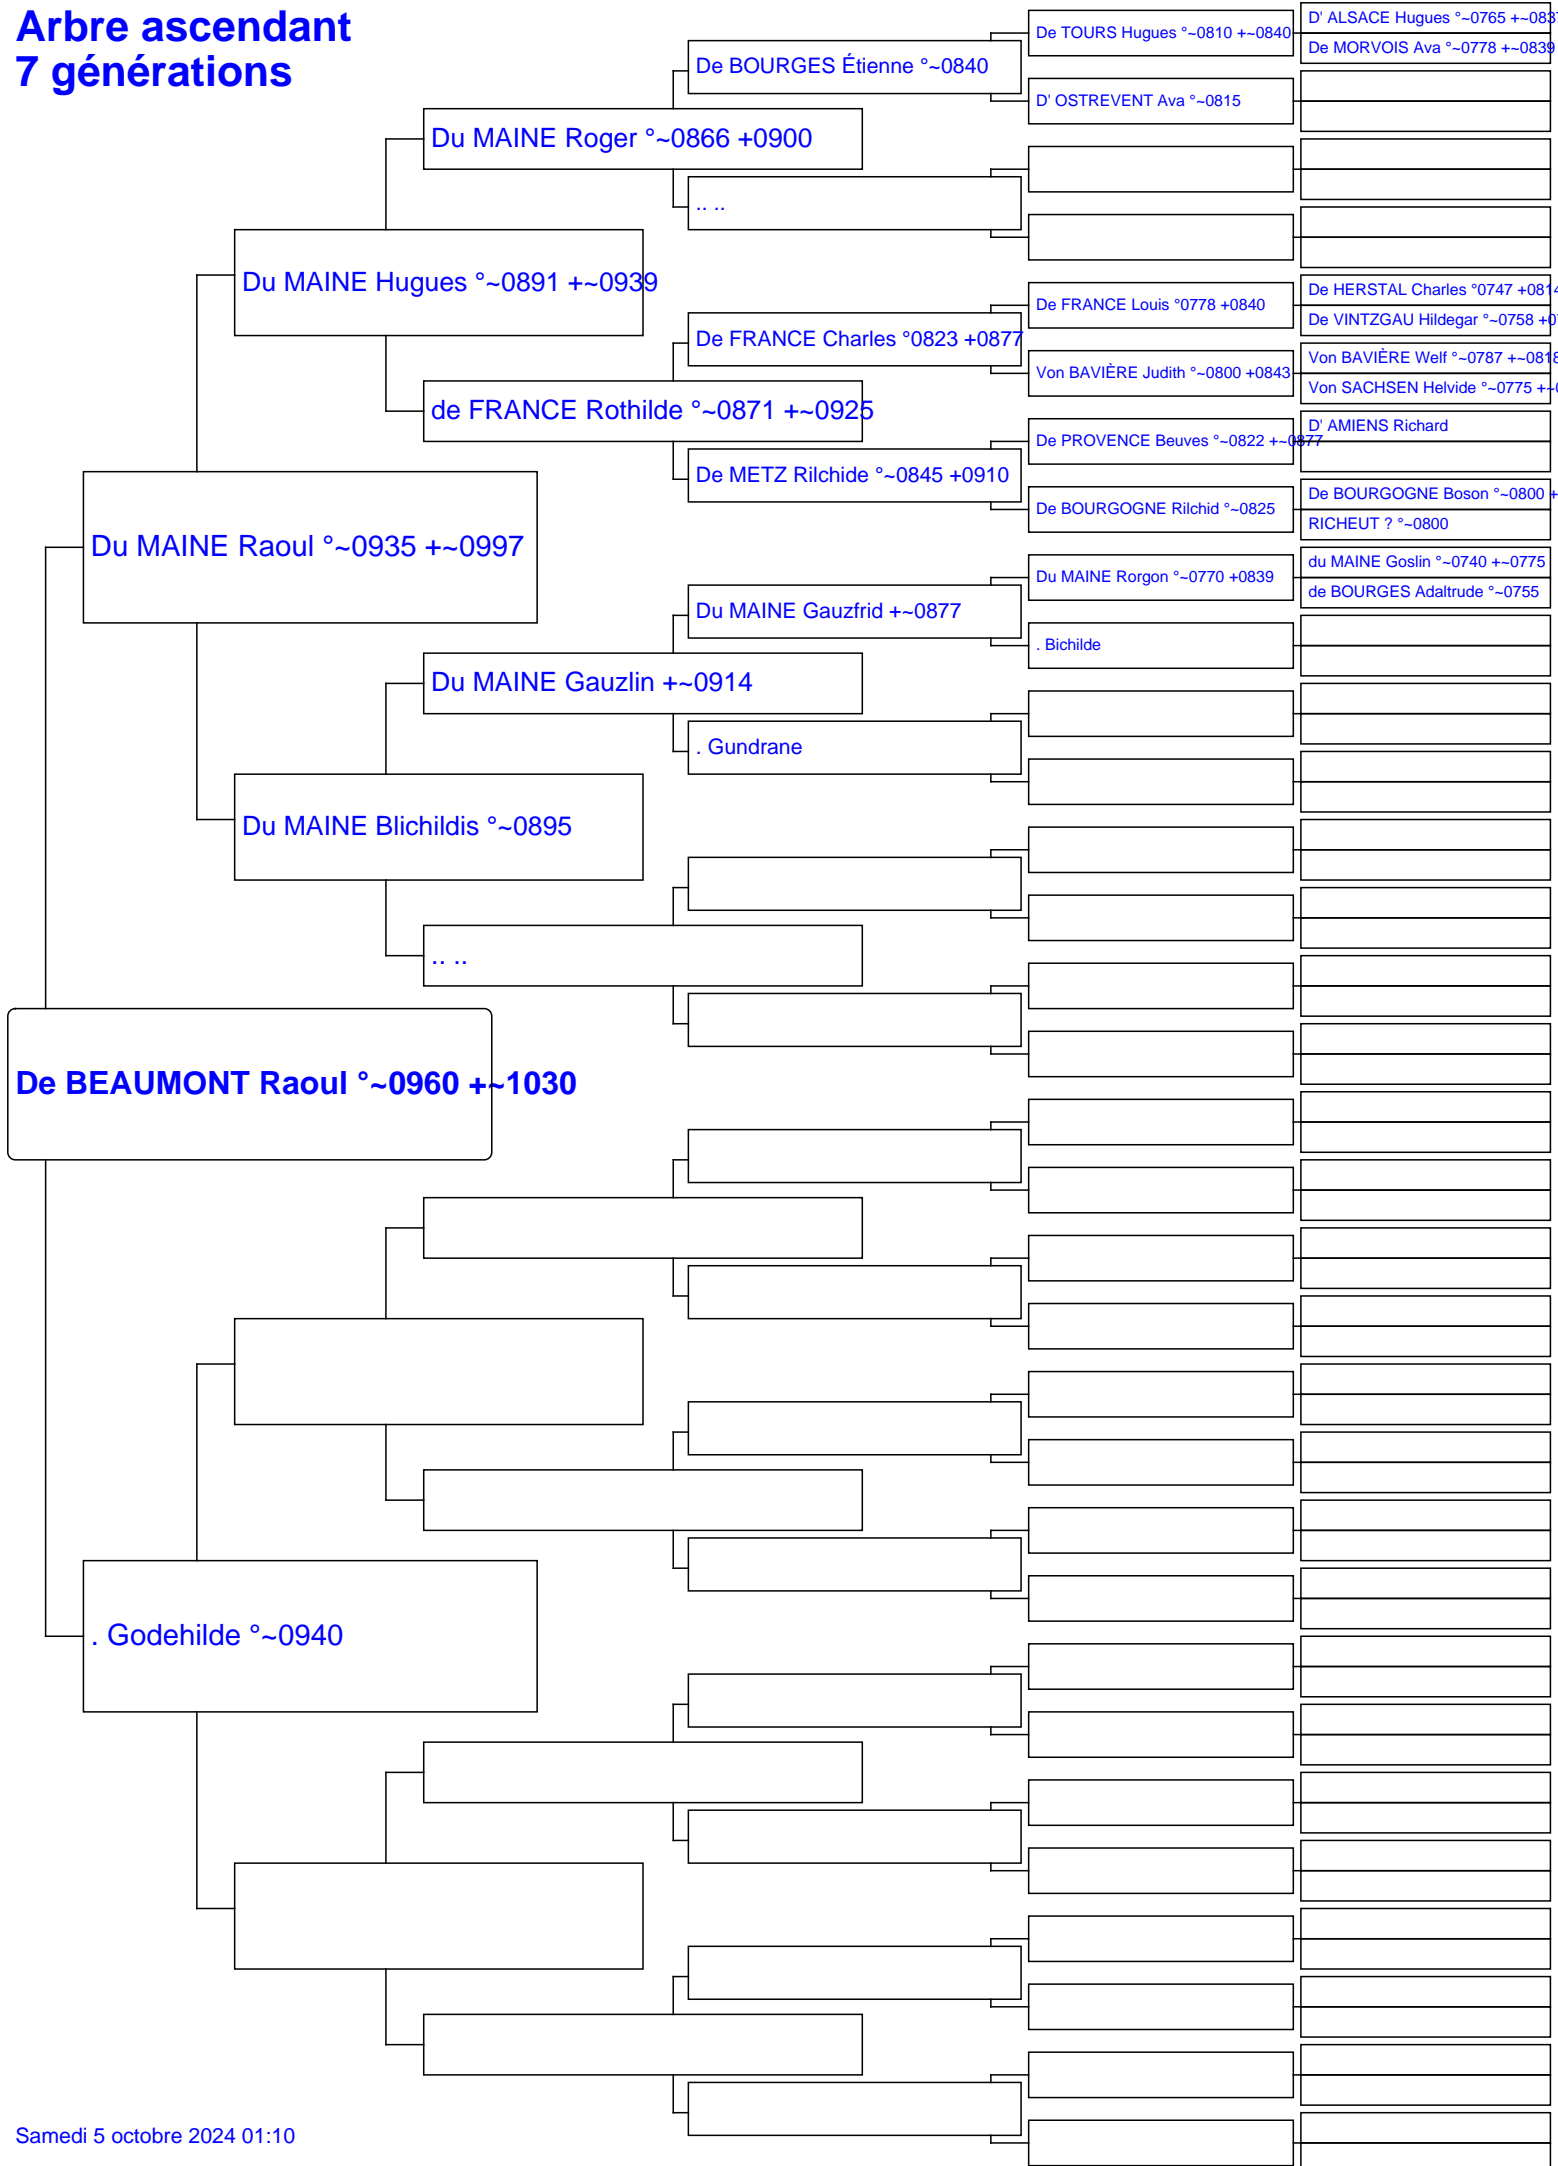 Arbre ascendant
7 générations
De TOURS Hugues °~0810 +~0840
D' ALSACE Hugues °~0765 +~0837
De MORVOIS Ava °~0778 +~0839
De BOURGES Étienne °~0840
D' OSTREVENT Ava °~0815
Du MAINE Roger °~0866 +0900
.. ..
Du MAINE Hugues °~0891 +~0939
De FRANCE Louis °0778 +0840
De HERSTAL Charles °0747 +0814
De VINTZGAU Hildegar °~0758
De FRANCE Charles °0823 +0877
Von BAVIÈRE Judith °~0800 +0843
Von BAVIÈRE Welf °~0787 +~0818
Von SACHSEN Helvide °~0775
de FRANCE Rothilde °~0871 +~0925
De PROVENCE Beuves °~0822 +~0877
D' AMIENS Richard
De METZ Rilchide °~0845 +0910
De BOURGOGNE Rilchid °~0825
De BOURGOGNE Boson °~0800 +
RICHEUT ? °~0800
Du MAINE Raoul °~0935 +~0997
Du MAINE Rorgon °~0770 +0839
du MAINE Goslin °~0740 +~0775
de BOURGES Adaltrude °~0755
Du MAINE Gauzfrid +~0877
. Bichilde
Du MAINE Gauzlin +~0914
. Gundrane
Du MAINE Blichildis °~0895
.. ..
De BEAUMONT Raoul °~0960 +~1030
. Godehilde °~0940
Samedi 5 octobre 2024 01:10